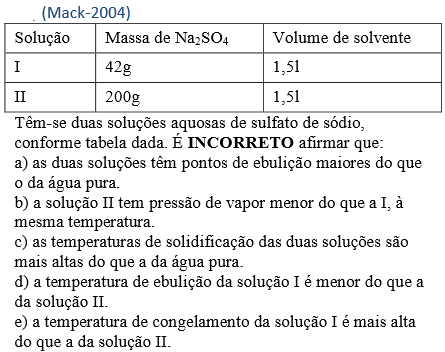 (Mack-2004)
Solução Massa de Na₂SO₄ Volume de solvente
I 42g 1,5l
II 200g 1,5l
Têm-se duas soluções aquosas de sulfato de sódio,
conforme tabela dada. É INCORRETO afirmar que:
a) as duas soluções têm pontos de ebulição maiores do que
o da água pura.
b) a solução II tem pressão de vapor menor do que a I, à
mesma temperatura.
c) as temperaturas de solidificação das duas soluções são
mais altas do que a da água pura.
d) a temperatura de ebulição da solução I é menor do que a
da solução II.
e) a temperatura de congelamento da solução I é mais alta
do que a da solução II.